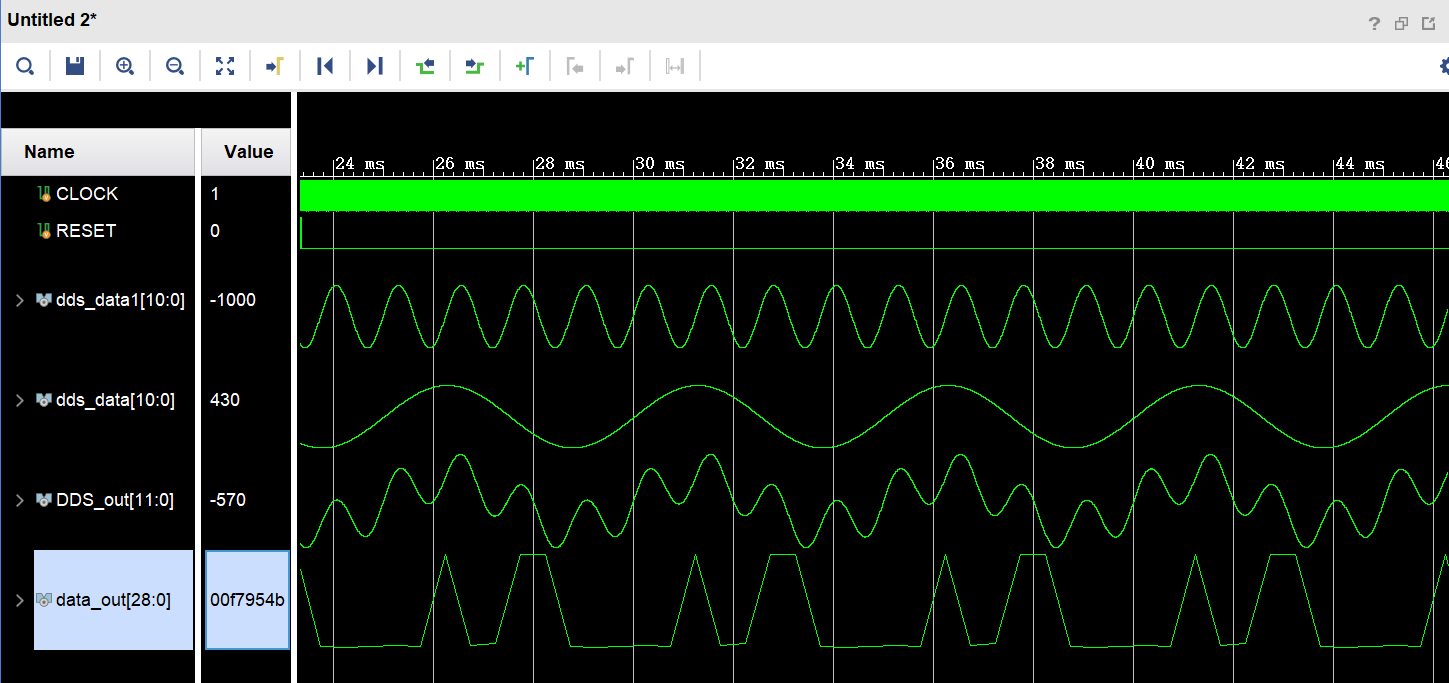 Untitled 2*
?
Name Value
24 ms 26 ms 28 ms 30 ms 32 ms 34 ms 36 ms 38 ms 40 ms 42 ms 44 ms 46
CLOCK 1
RESET 0
dds_data1[10:0] -1000
dds_data[10:0] 430
DDS_out[11:0] -570
data_out[28:0] 00f7954b